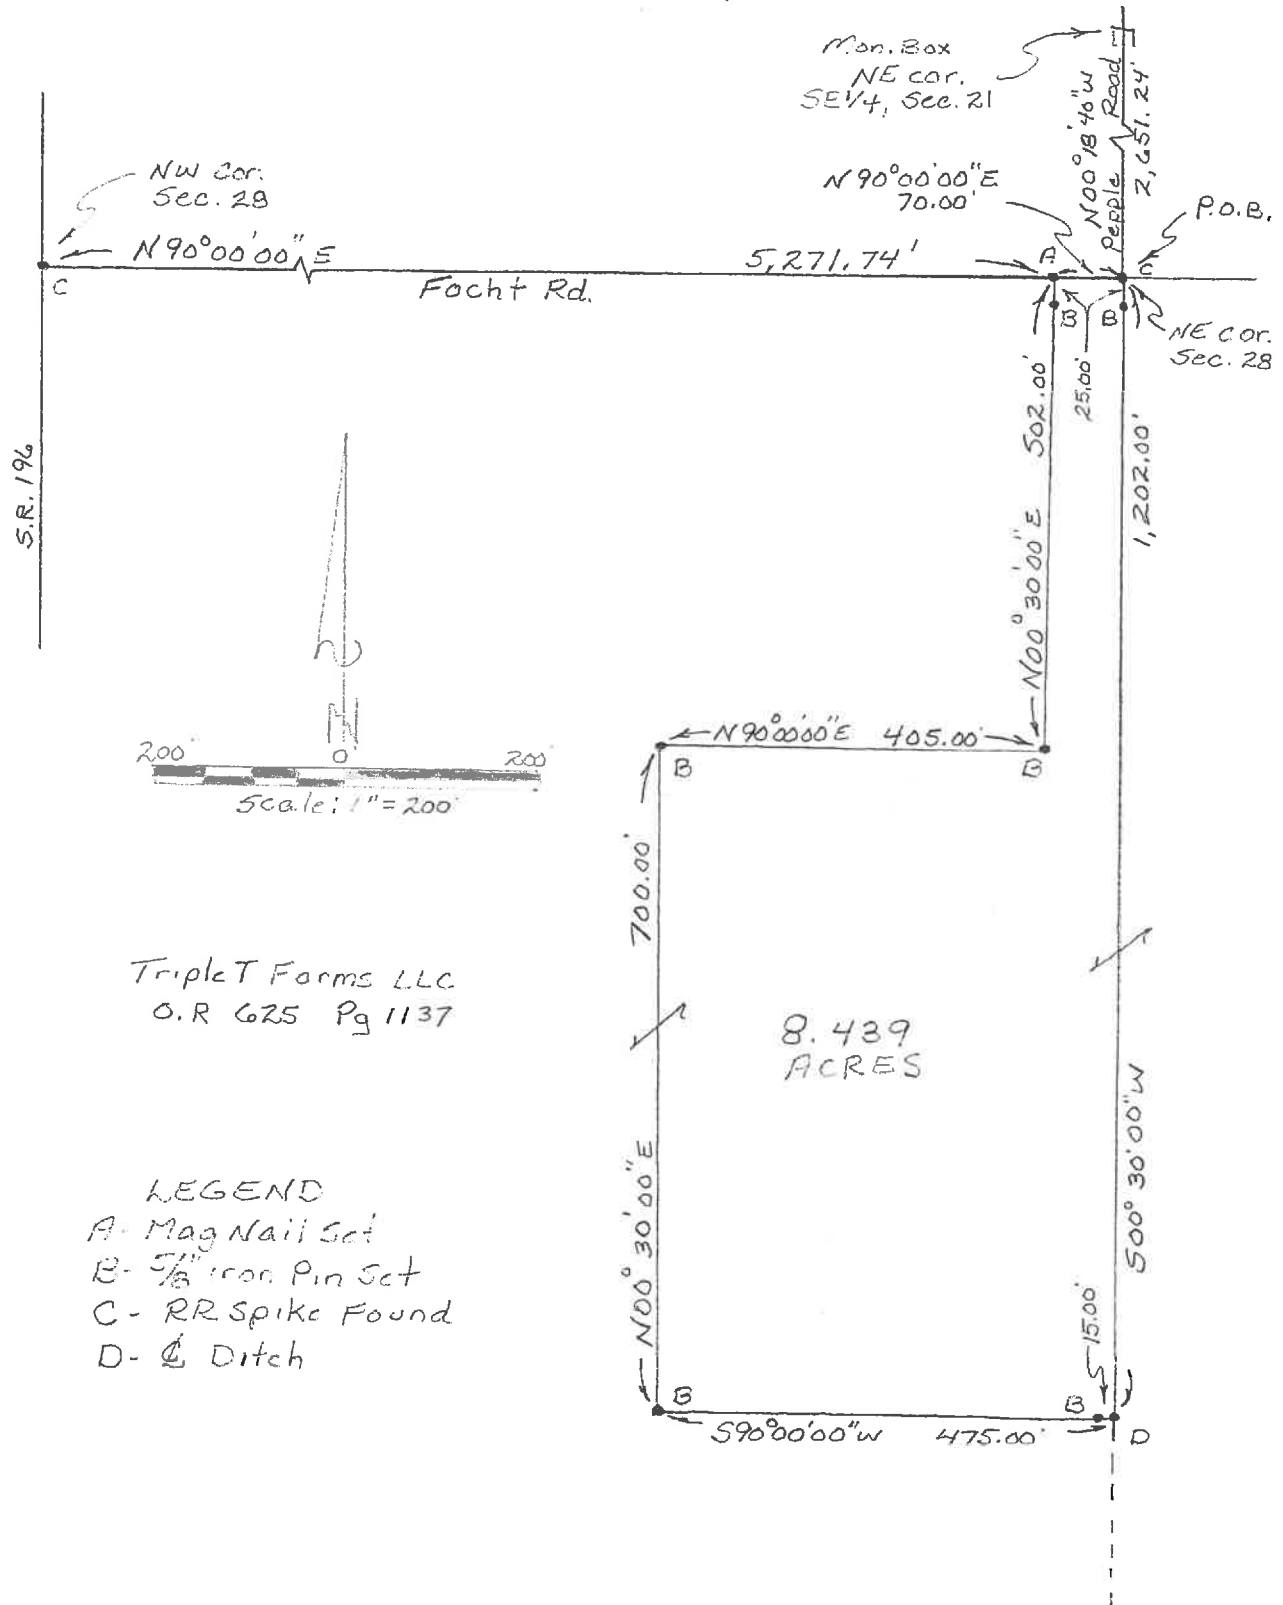 Mon. Box
NE cor.
SE 1/4, Sec. 21
N00°18'40"W
Pepple Road
2,651.24'
NW Cor.
Sec. 28
N90°00'00"E
70.00'
P.O.B.
N90°00'00"E
5,271.74'
A
C
C
Focht Rd.
B
B
NE cor.
Sec. 28
25.00'
502.00'
N00°30'00"E
1,202.00'
S.R. 196
N
200'
0
200'
Scale: 1"=200'
N90°00'00"E 405.00'
B
B
700.00'
Triple T Farms LLC
O.R 625 Pg 1137
8.439
ACRES
N00°30'00"E
S00°30'00"W
LEGEND
A- Mag Nail Set
B- 5/8" iron Pin Set
C- RR Spike Found
D- ℄ Ditch
15.00'
B
B
D
S90°00'00"W 475.00'